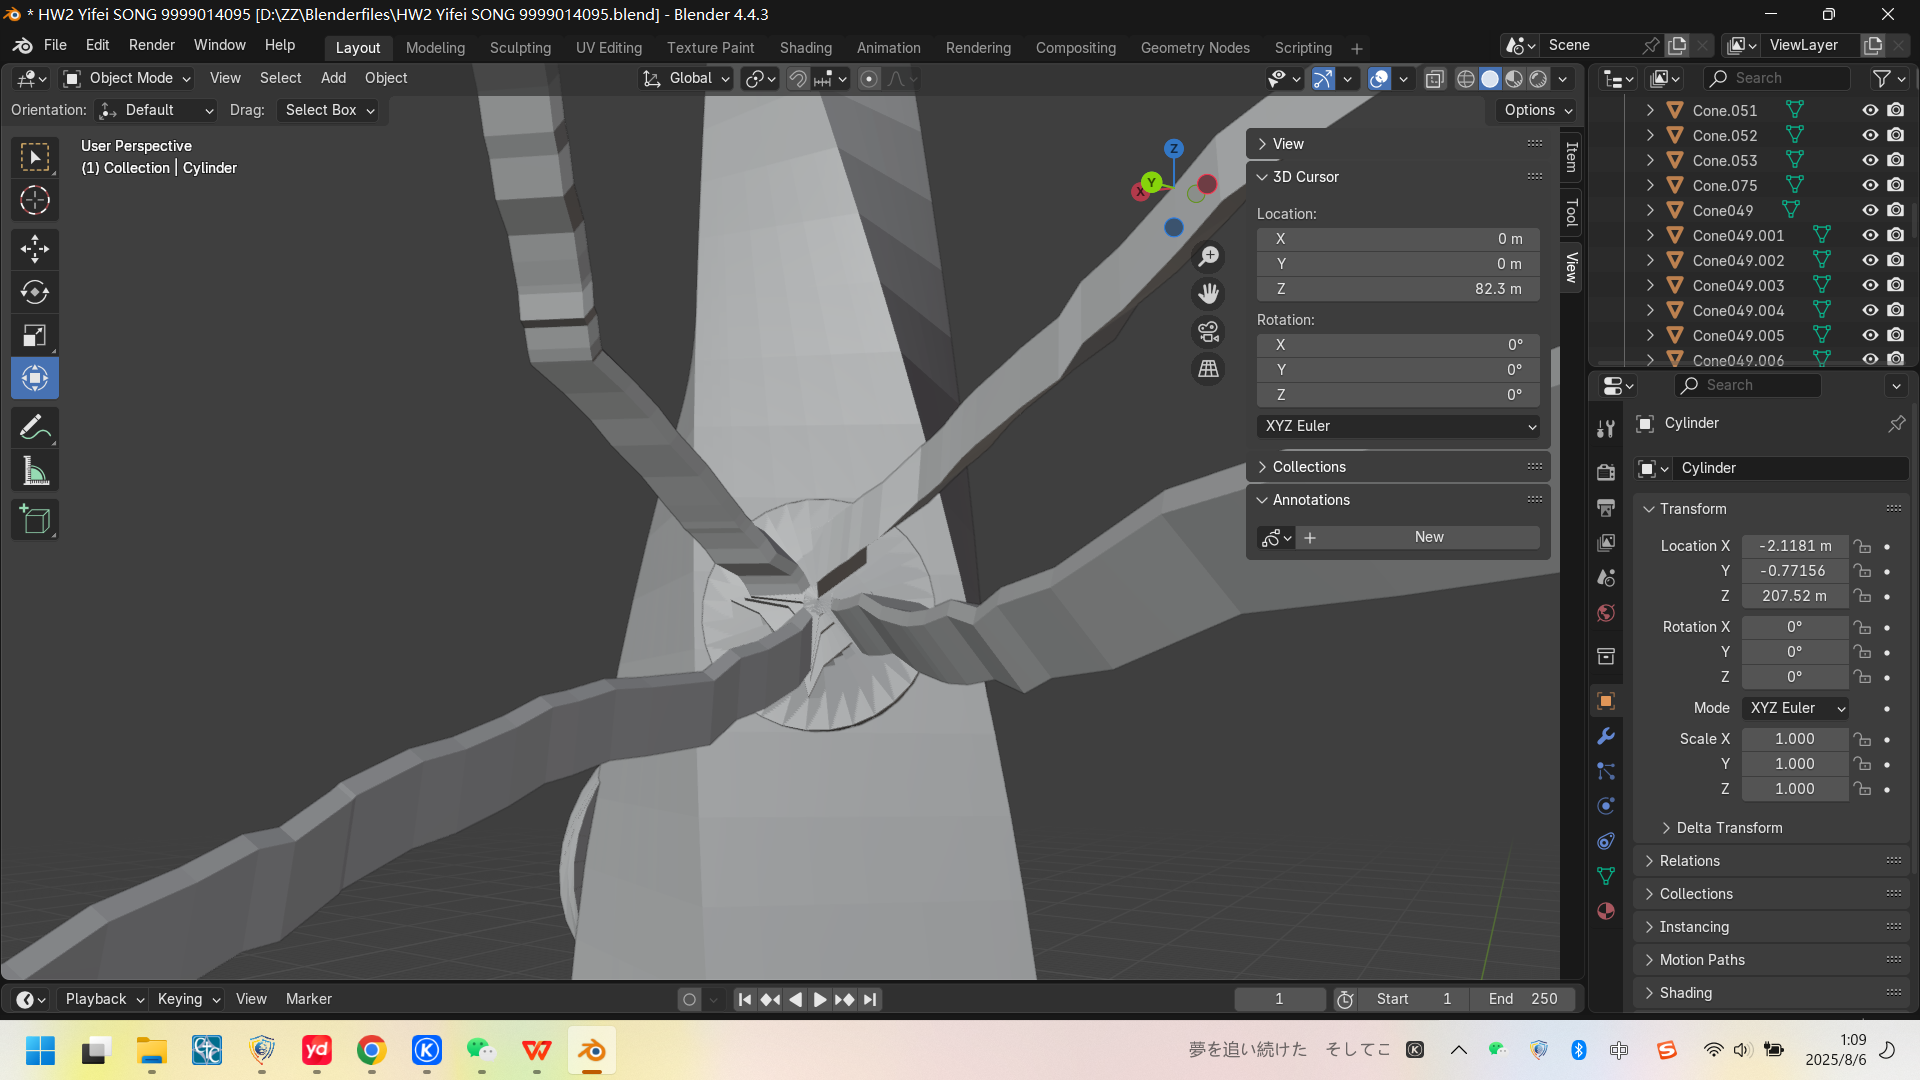 * HW2 Yifei SONG 9999014095 [D:\ZZ\Blenderfiles\HW2 Yifei SONG 9999014095.blend] - Blender 4.4.3
File Edit Render Window Help Layout Modeling Sculpting UV Editing Texture Paint Shading Animation Rendering Compositing Geometry Nodes Scripting + Scene ViewLayer
Object Mode View Select Add Object Global Search
Orientation: Default Drag: Select Box Options
User Perspective
(1) Collection | Cylinder
X Y Z
View
3D Cursor
Location:
X 0 m
Y 0 m
Z 82.3 m
Rotation:
X 0°
Y 0°
Z 0°
XYZ Euler
Collections
Annotations
New
Item
Tool
View
Cone.051
Cone.052
Cone.053
Cone.075
Cone049
Cone049.001
Cone049.002
Cone049.003
Cone049.004
Cone049.005
Cone049.006
Search
Cylinder
Cylinder
Transform
Location X -2.1181 m
Y -0.77156
Z 207.52 m
Rotation X 0°
Y 0°
Z 0°
Mode XYZ Euler
Scale X 1.000
Y 1.000
Z 1.000
Delta Transform
Relations
Collections
Instancing
Motion Paths
Shading
Playback Keying View Marker 1 Start 1 End 250
yd K W 夢を追い続けた そしてこ K 中 S 1:09
2025/8/6